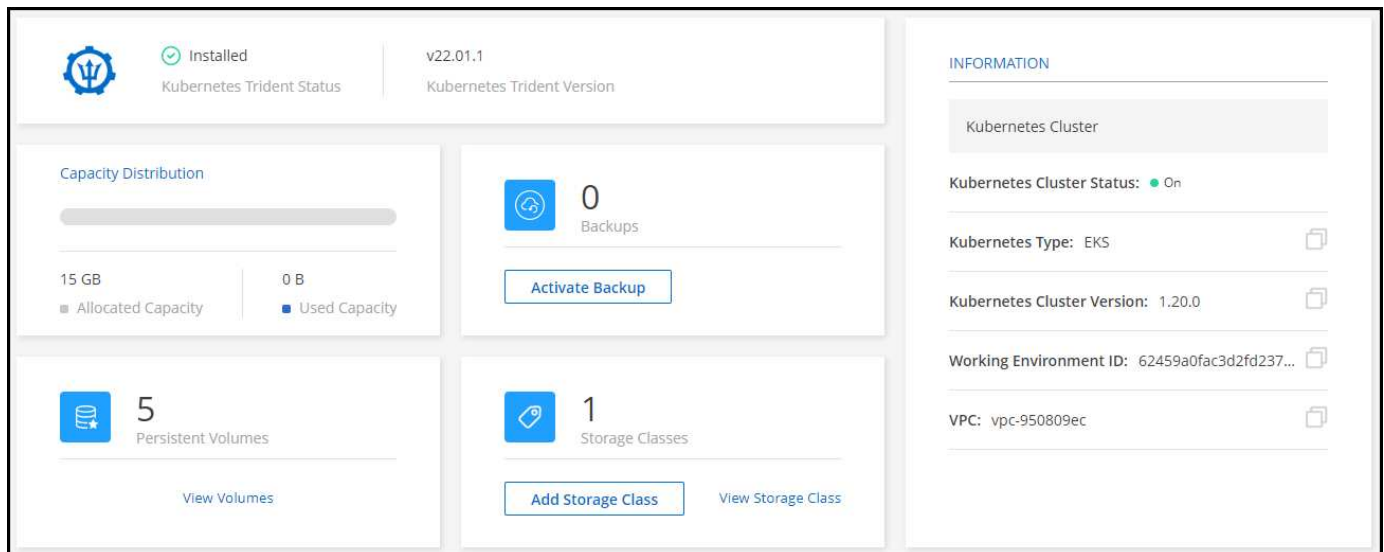 Installed
Kubernetes Trident Status
v22.01.1
Kubernetes Trident Version
Capacity Distribution
15 GB
Allocated Capacity
0 B
Used Capacity
0
Backups
Activate Backup
5
Persistent Volumes
View Volumes
1
Storage Classes
Add Storage Class
View Storage Class
INFORMATION
Kubernetes Cluster
Kubernetes Cluster Status: On
Kubernetes Type: EKS
Kubernetes Cluster Version: 1.20.0
Working Environment ID: 62459a0fac3d2fd237...
VPC: vpc-950809ec